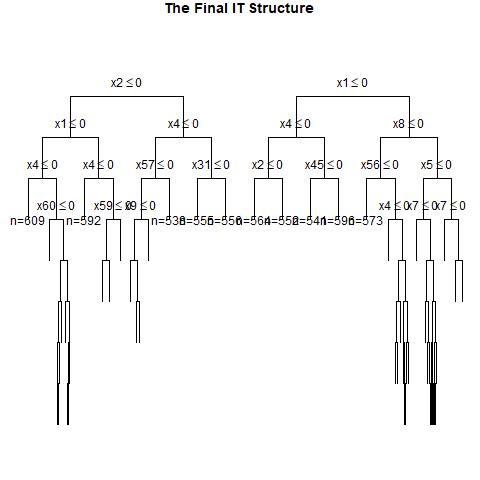 The Final IT Structure
x2 ≤ 0 x1 ≤ 0
x1 ≤ 0 x4 ≤ 0 x4 ≤ 0 x8 ≤ 0
x4 ≤ 0 x4 ≤ 0 x57 ≤ 0 x31 ≤ 0 x2 ≤ 0 x45 ≤ 0 x56 ≤ 0 x5 ≤ 0
x60 ≤ 0 x59 ≤ 0 x9 ≤ 0 x4 ≤ 0 x7 ≤ 0 x7 ≤ 0
n=609 n=592 n=538 n=555 n=556 n=564 n=552 n=541 n=596 n=573